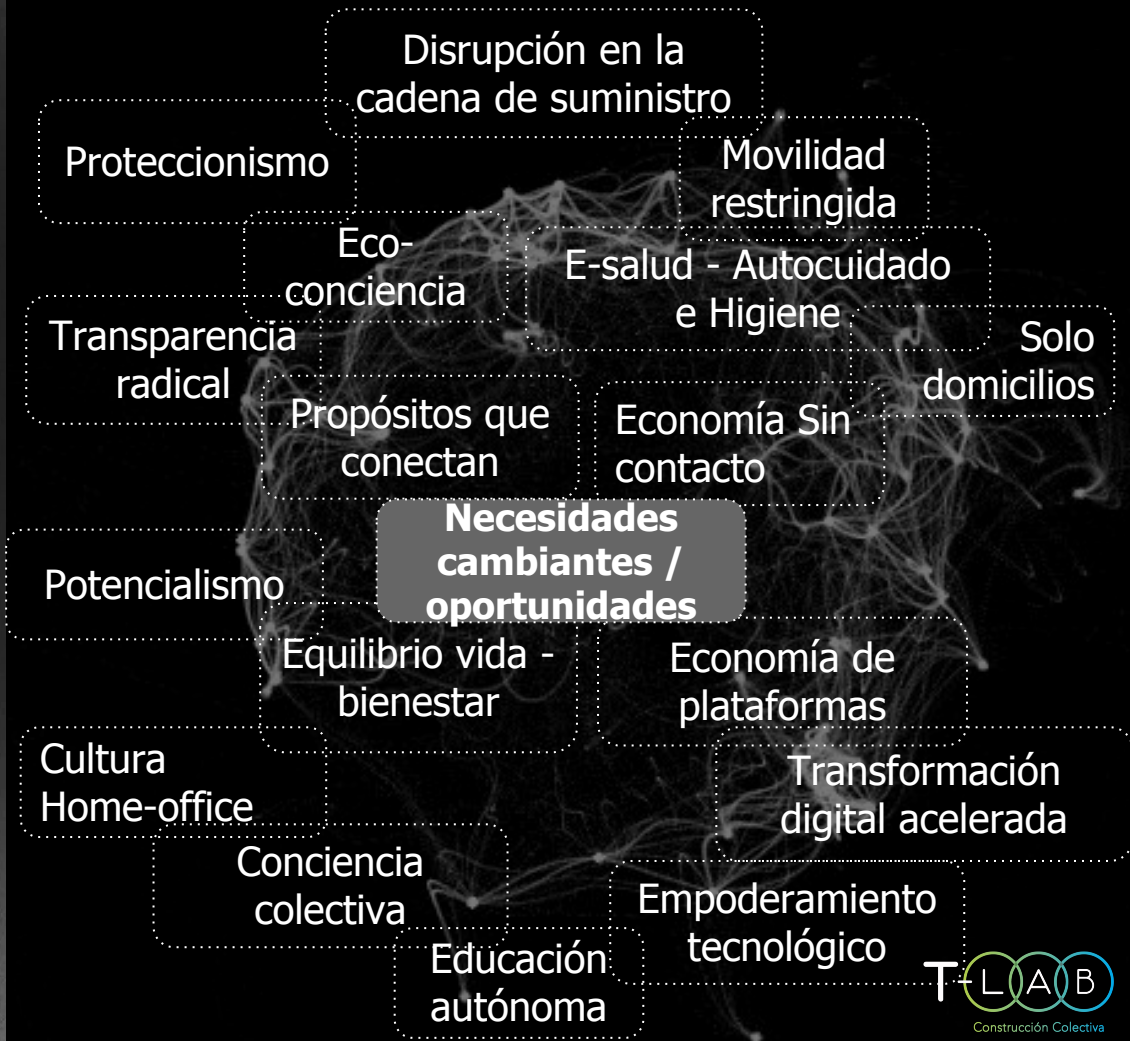 Disrupción en la
cadena de suministro
Proteccionismo
Movilidad
restringida
Eco-
conciencia
E-salud - Autocuidado
e Higiene
Transparencia
radical
Solo
domicilios
Propósitos que
conectan
Economía Sin
contacto
Necesidades
cambiantes /
oportunidades
Potencialismo
Equilibrio vida -
bienestar
Economía de
plataformas
Cultura
Home-office
Transformación
digital acelerada
Conciencia
colectiva
Empoderamiento
tecnológico
Educación
autónoma
T-LAB
Construcción Colectiva